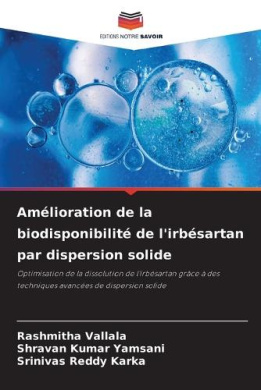 EDITIONS NOTRE SAVOIR
Amélioration de la
biodisponibilité de l'irbésartan
par dispersion solide
Optimisation de la dissolution de l'irbésartan grâce à des
techniques avancées de dispersion solide
Rashmitha Vallala
Shravan Kumar Yamsani
Srinivas Reddy Karka